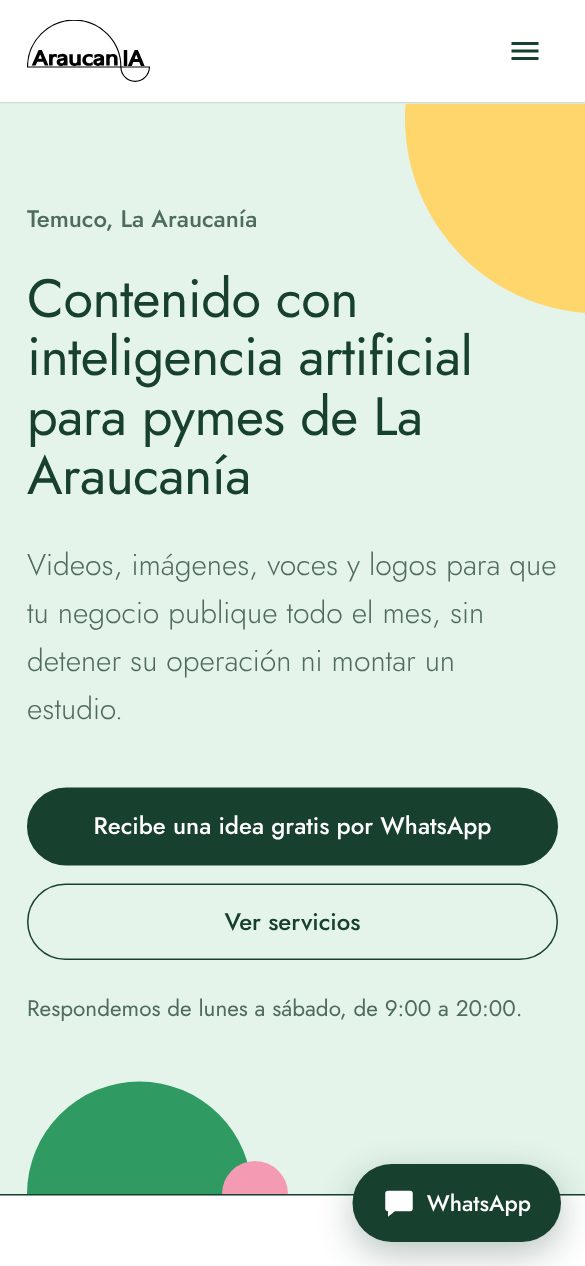 AraucanIA
Temuco, La Araucanía
Contenido con
inteligencia artificial
para pymes de La
Araucanía
Videos, imágenes, voces y logos para que
tu negocio publique todo el mes, sin
detener su operación ni montar un
estudio.
Recibe una idea gratis por WhatsApp
Ver servicios
Respondemos de lunes a sábado, de 9:00 a 20:00.
WhatsApp